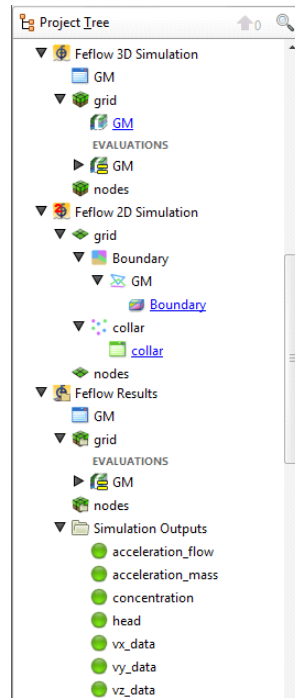 Project Tree 0
Feflow 3D Simulation
GM
grid
GM
EVALUATIONS
GM
nodes
Feflow 2D Simulation
grid
Boundary
GM
Boundary
collar
collar
nodes
Feflow Results
GM
grid
EVALUATIONS
GM
nodes
Simulation Outputs
acceleration_flow
acceleration_mass
concentration
head
vx_data
vy_data
vz_data